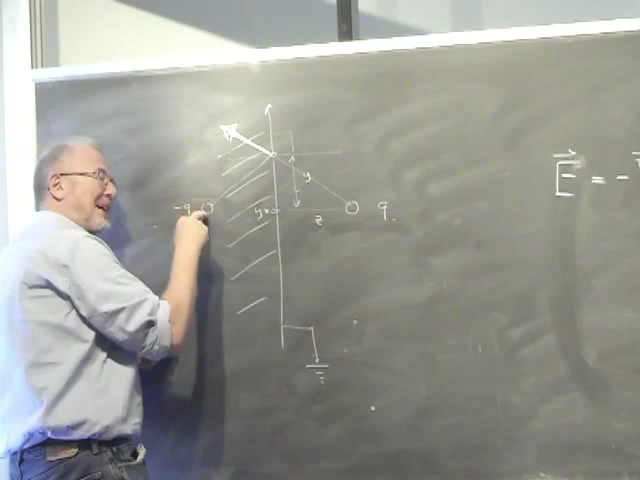 y
-q y=0 z q.
E = -